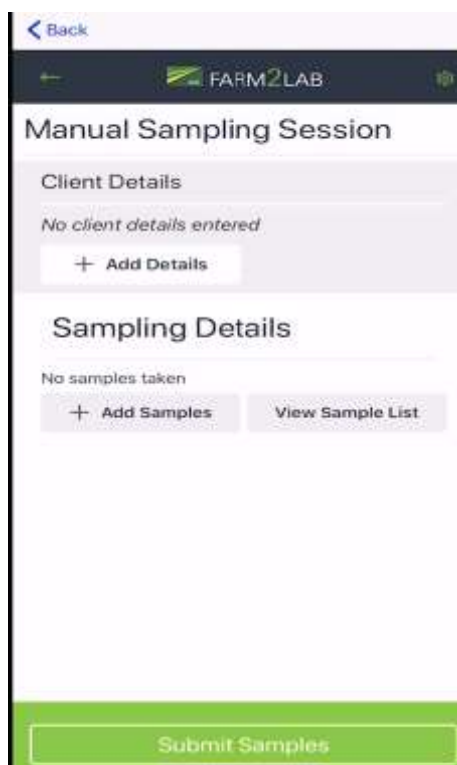 Back
FARM2LAB
Manual Sampling Session
Client Details
No client details entered
+ Add Details
Sampling Details
No samples taken
+ Add Samples View Sample List
Submit Samples